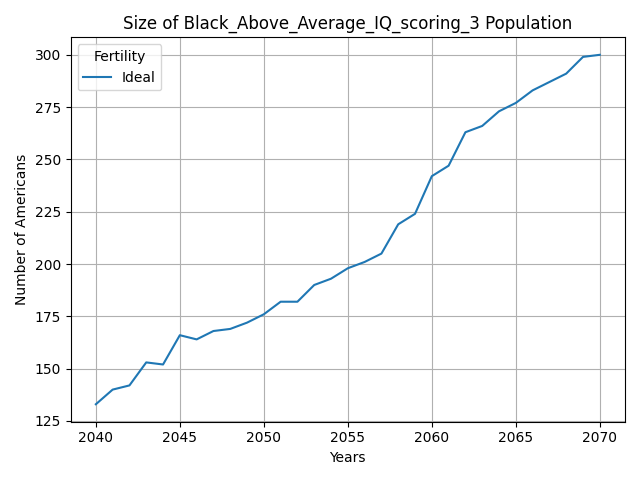 Size of Black_Above_Average_IQ_scoring_3 Population
Fertility
Ideal
Number of Americans
300
275
250
225
200
175
150
125
2040 2045 2050 2055 2060 2065 2070
Years